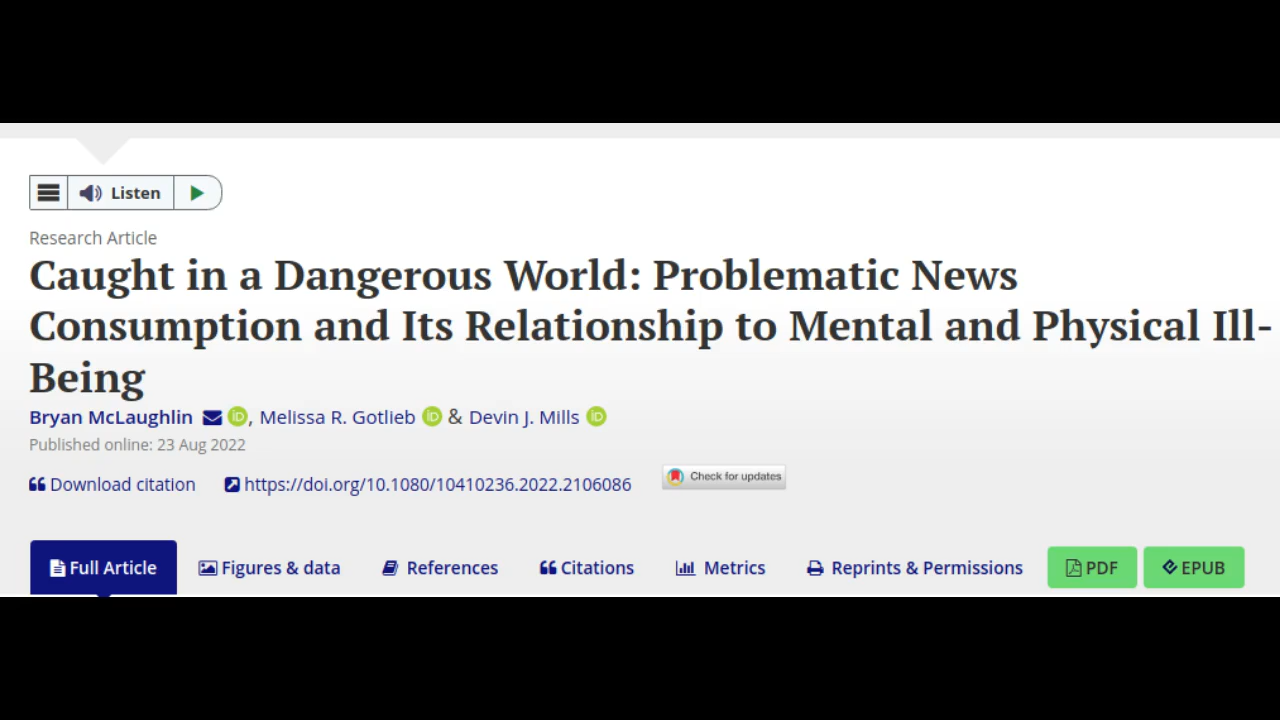 Listen
Research Article
Caught in a Dangerous World: Problematic News
Consumption and Its Relationship to Mental and Physical Ill-
Being
Bryan McLaughlin, Melissa R. Gotlieb & Devin J. Mills
Published online: 23 Aug 2022
Download citation https://doi.org/10.1080/10410236.2022.2106086 Check for updates
Full Article Figures & data References Citations Metrics Reprints & Permissions PDF EPUB